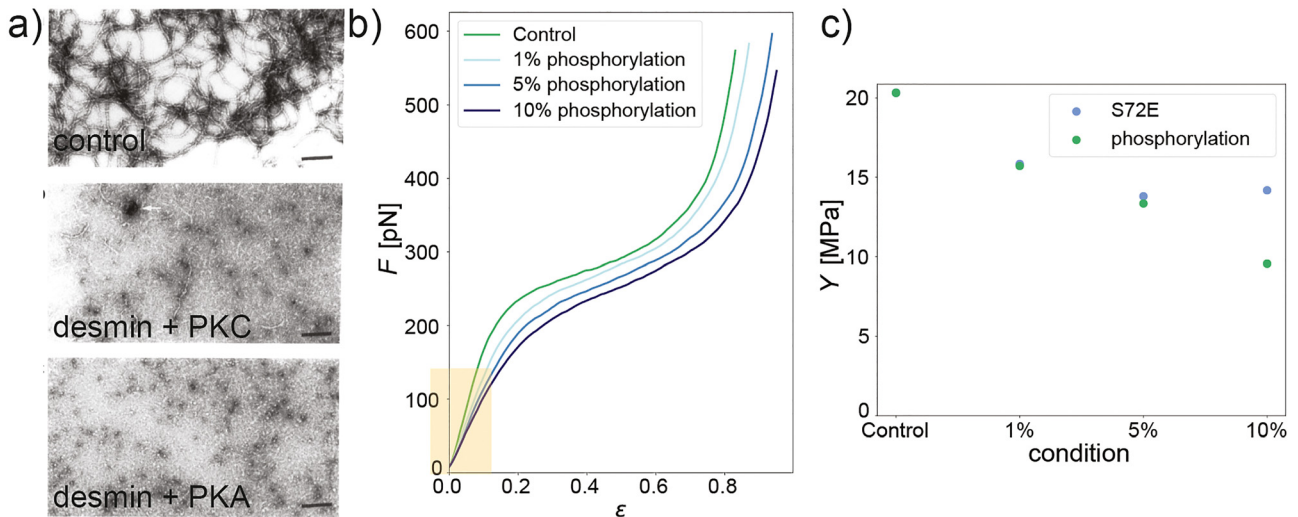 a)
control
desmin + PKC
desmin + PKA
b)
Control
1% phosphorylation
5% phosphorylation
10% phosphorylation
F [pN]
600
500
400
300
200
100
0
0.0 0.2 0.4 0.6 0.8
ε
c)
S72E
phosphorylation
Y [MPa]
20
15
10
5
0
Control 1% 5% 10%
condition